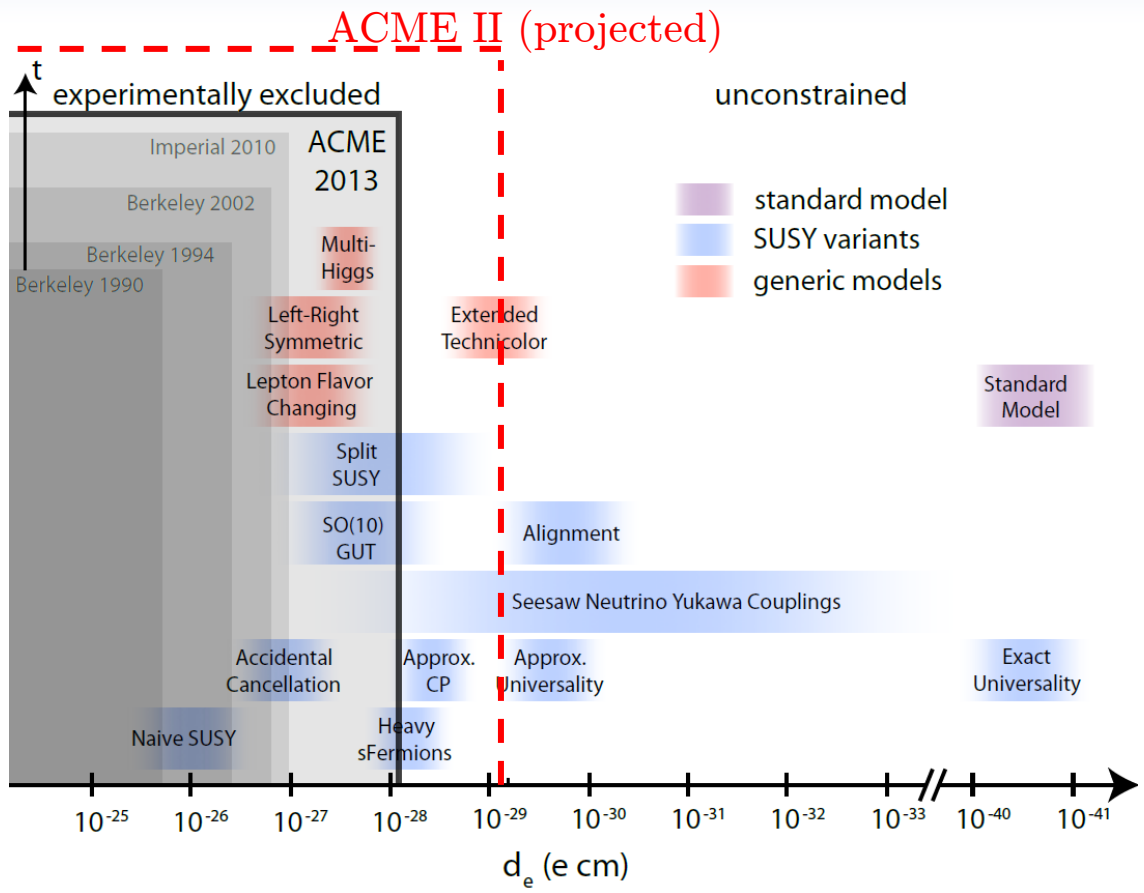 ACME II (projected)
t
experimentally excluded
unconstrained
Imperial 2010
ACME
2013
Berkeley 2002
Berkeley 1994
Berkeley 1990
standard model
SUSY variants
generic models
Multi-
Higgs
Left-Right
Symmetric
Extended
Technicolor
Lepton Flavor
Changing
Standard
Model
Split
SUSY
SO(10)
GUT
Alignment
Seesaw Neutrino Yukawa Couplings
Accidental
Cancellation
Approx.
CP
Approx.
Universality
Exact
Universality
Naive SUSY
Heavy
sFermions
10⁻²⁵ 10⁻²⁶ 10⁻²⁷ 10⁻²⁸ 10⁻²⁹ 10⁻³⁰ 10⁻³¹ 10⁻³² 10⁻³³ 10⁻⁴⁰ 10⁻⁴¹
dₑ (e cm)